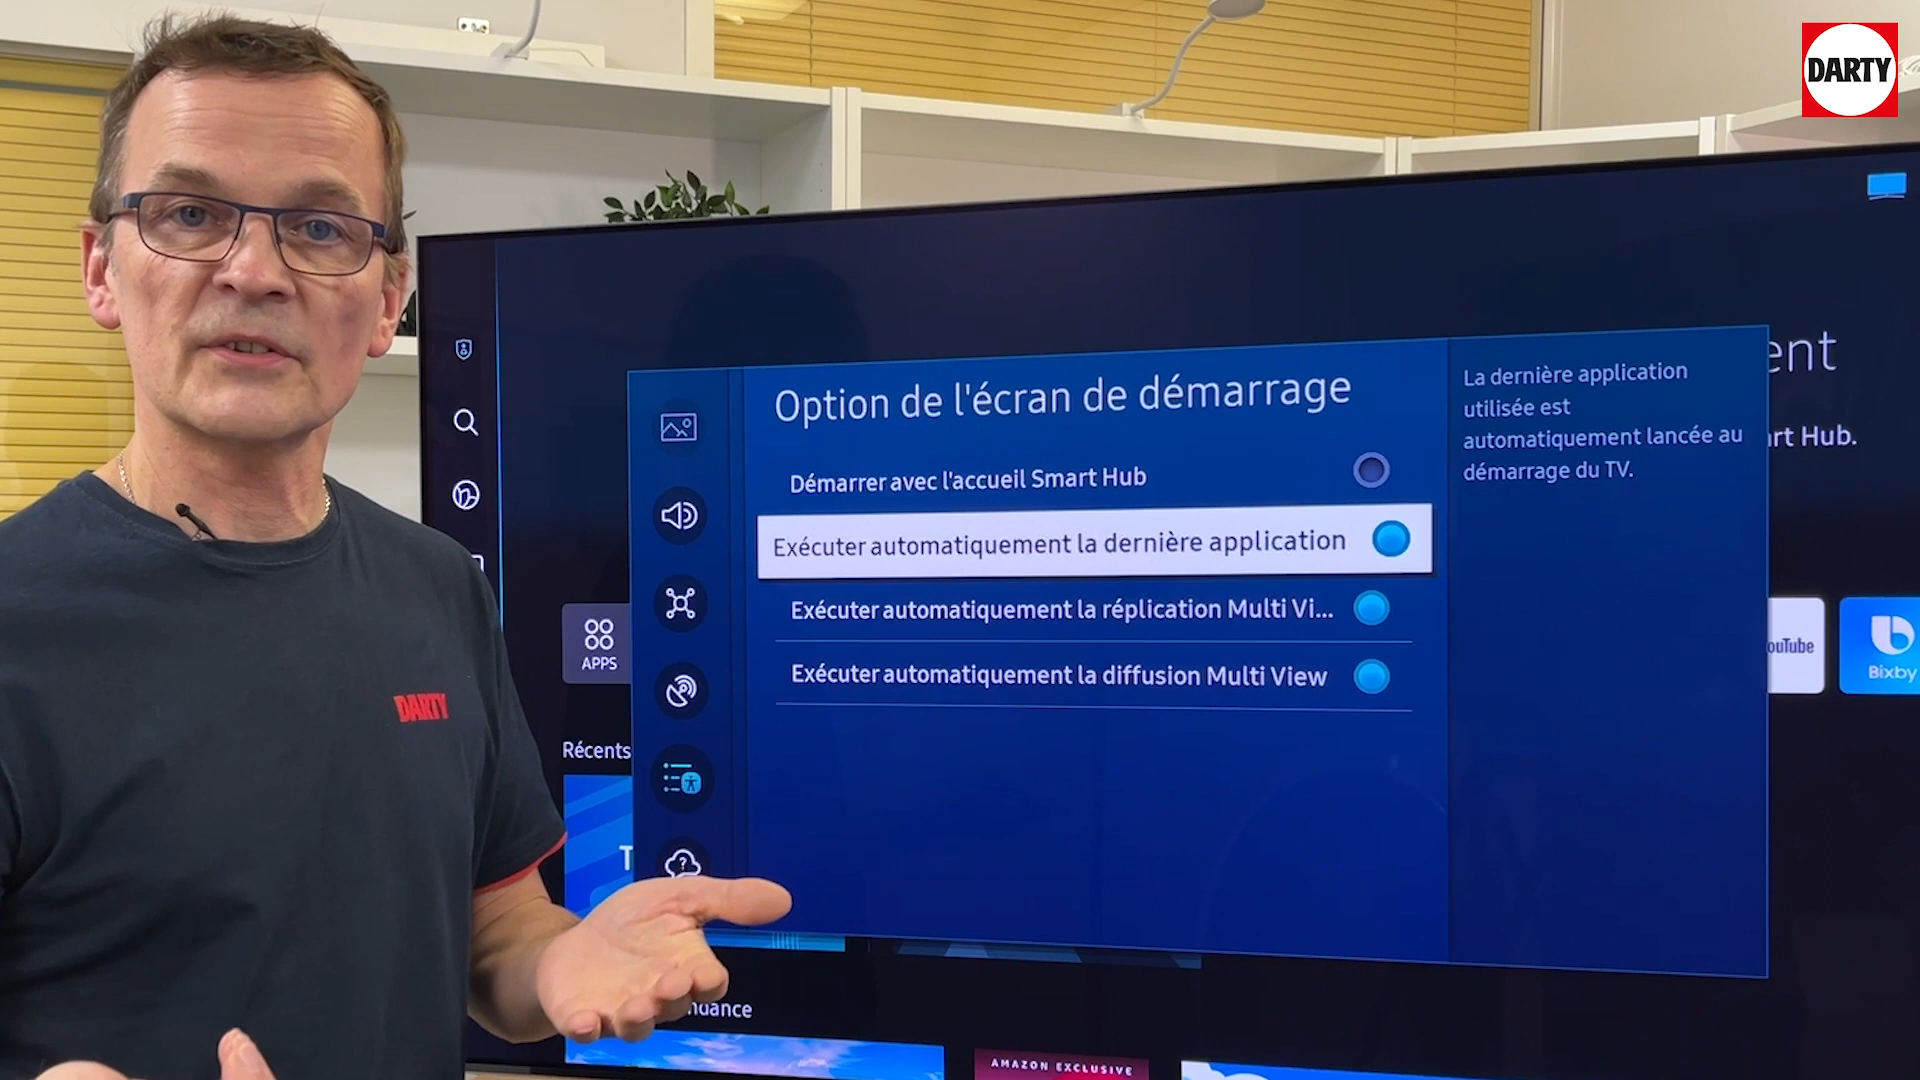 DARTY
Option de l'écran de démarrage
Démarrer avec l'accueil Smart Hub
Exécuter automatiquement la dernière application
Exécuter automatiquement la réplication Multi Vi...
Exécuter automatiquement la diffusion Multi View
La dernière application
utilisée est
automatiquement lancée au
démarrage du TV.
ent
rt Hub.
APPS
ouTube
Bixby
DARTY
Récents
T
ndance
AMAZON EXCLUSIVE